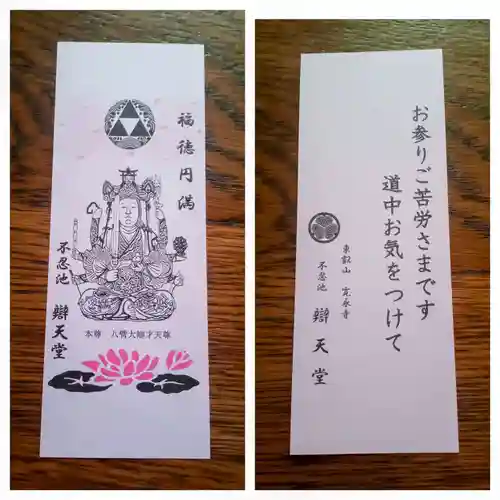 福徳円満
不忍池 辯天堂
本尊 八臂大辯才天尊
お参りご苦労さまです
道中お気をつけて
東叡山 寛永寺
不忍池 辯天堂